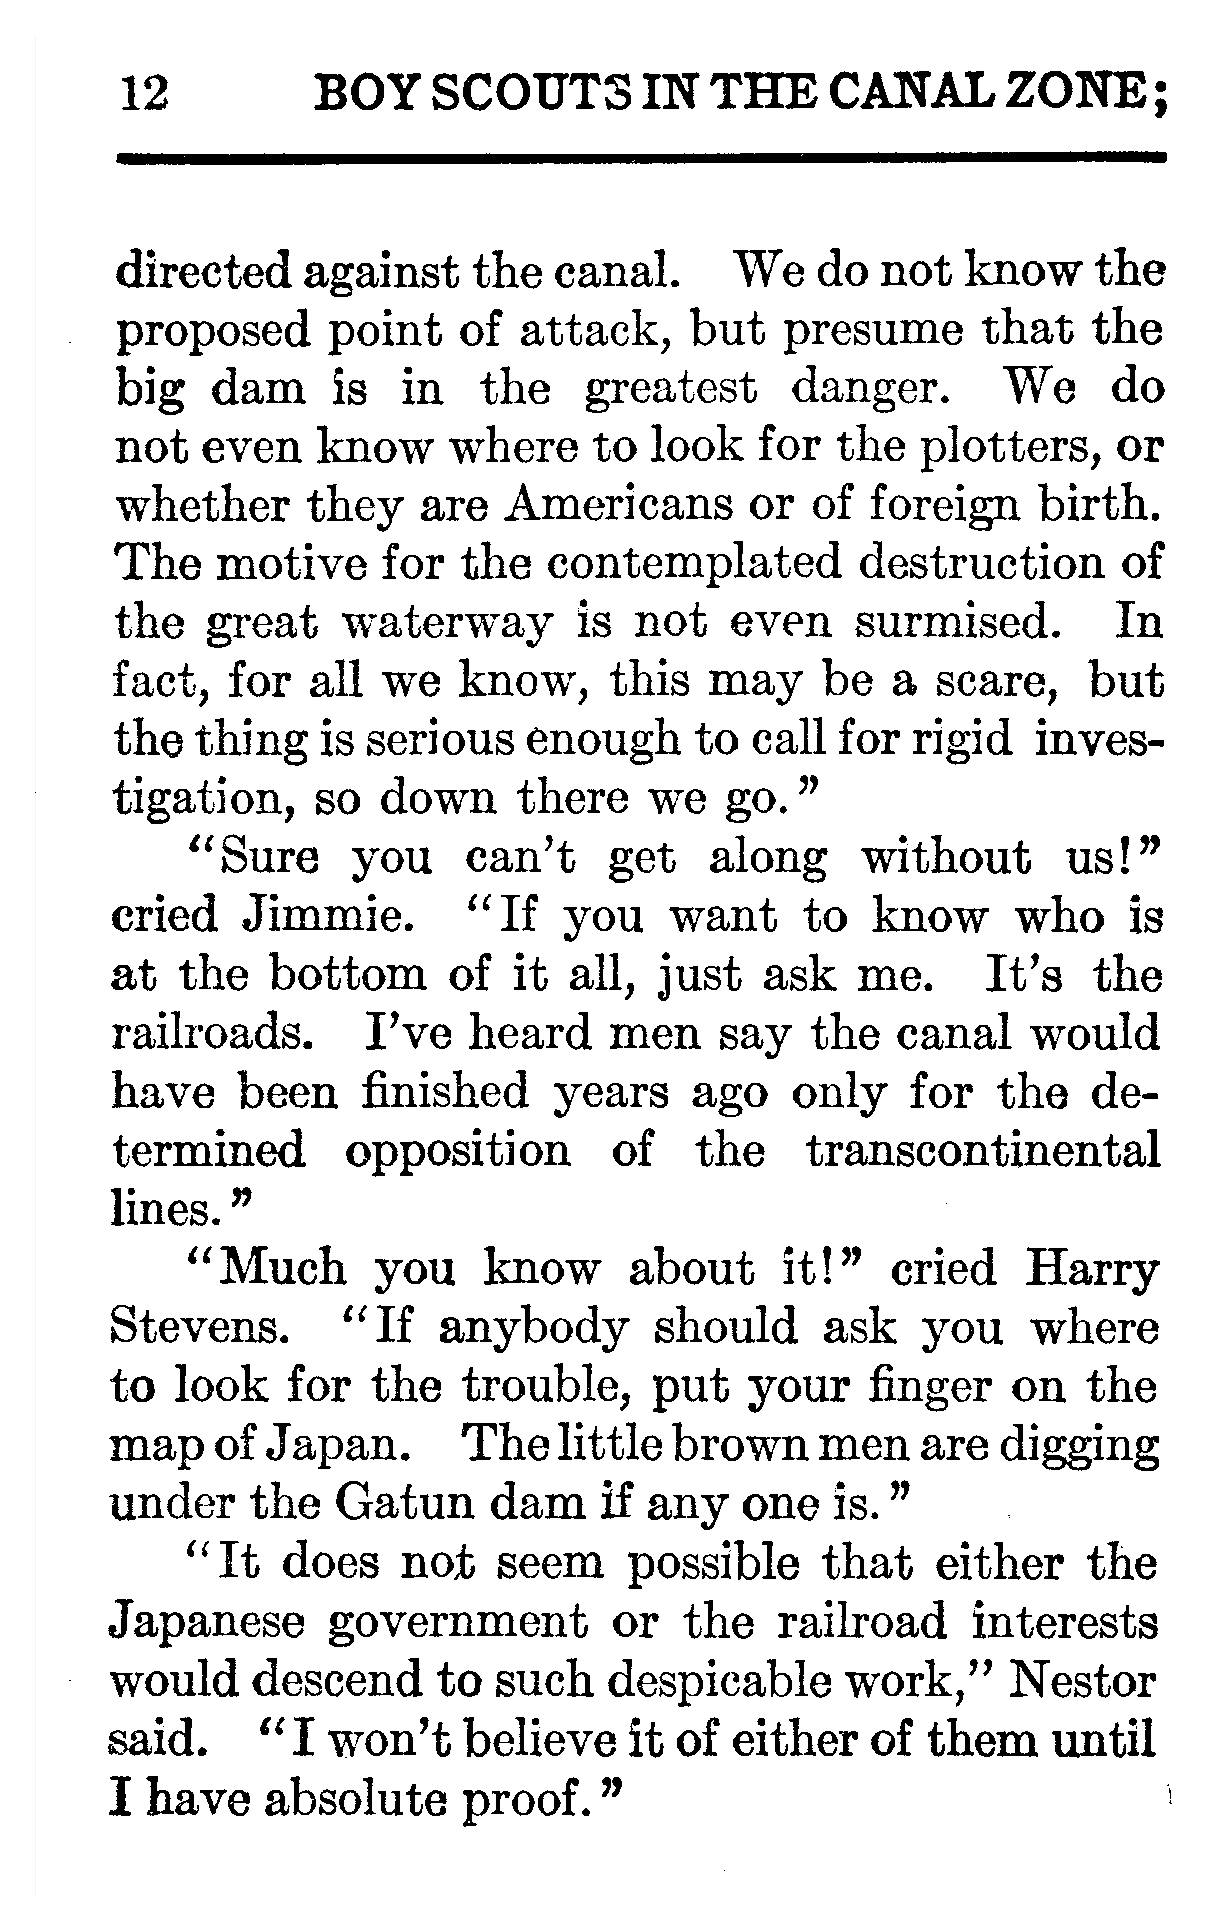 12 BOY SCOUTS IN THE CANAL ZONE;
directed against the canal. We do not know the
proposed point of attack, but presume that the
big dam is in the greatest danger. We do
not even know where to look for the plotters, or
whether they are Americans or of foreign birth.
The motive for the contemplated destruction of
the great waterway is not even surmised. In
fact, for all we know, this may be a scare, but
the thing is serious enough to call for rigid inves-
tigation, so down there we go.”
“Sure you can’t get along without us!”
cried Jimmie. “If you want to know who is
at the bottom of it all, just ask me. It’s the
railroads. I’ve heard men say the canal would
have been finished years ago only for the de-
termined opposition of the transcontinental
lines.”
“Much you know about it!” cried Harry
Stevens. “If anybody should ask you where
to look for the trouble, put your finger on the
map of Japan. The little brown men are digging
under the Gatun dam if any one is.”
“It does not seem possible that either the
Japanese government or the railroad interests
would descend to such despicable work,” Nestor
said. “I won’t believe it of either of them until
I have absolute proof.”